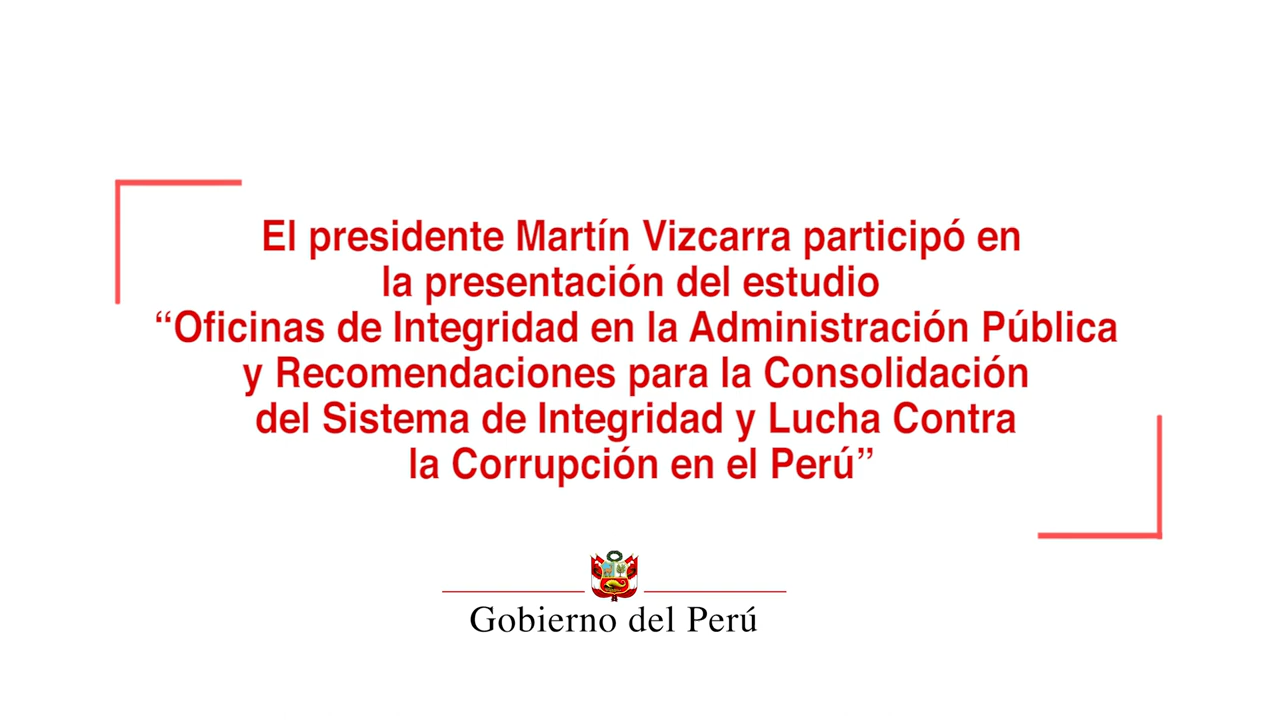 El presidente Martín Vizcarra participó en
la presentación del estudio
“Oficinas de Integridad en la Administración Pública
y Recomendaciones para la Consolidación
del Sistema de Integridad y Lucha Contra
la Corrupción en el Perú”
Gobierno del Perú